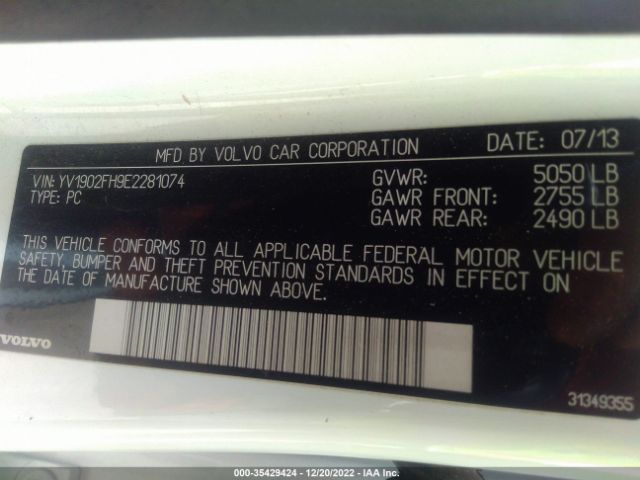 MFD BY VOLVO CAR CORPORATION DATE: 07/13
VIN: YV1902FH9E2281074 GVWR: 5050 LB
TYPE: PC GAWR FRONT: 2755 LB
GAWR REAR: 2490 LB
THIS VEHICLE CONFORMS TO ALL APPLICABLE FEDERAL MOTOR VEHICLE
SAFETY, BUMPER AND THEFT PREVENTION STANDARDS IN EFFECT ON
THE DATE OF MANUFACTURE SHOWN ABOVE.
VOLVO
31349355
000-35429424 - 12/20/2022 - IAA Inc.